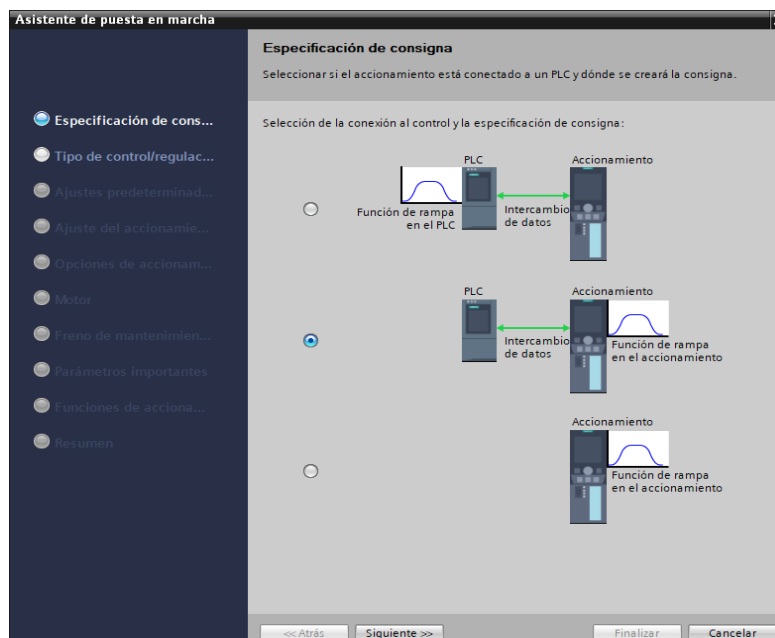 Asistente de puesta en marcha
Especificación de consigna
Seleccionar si el accionamiento está conectado a un PLC y dónde se creará la consigna.
Especificación de cons...
Tipo de control/regulac...
Ajustes predeterminad...
Ajuste del accionamie...
Opciones de accionam...
Motor
Freno de mantenimien...
Parámetros importantes
Funciones de acciona...
Resumen
Selección de la conexión al control y la especificación de consigna:
PLC
Accionamiento
Función de rampa
en el PLC
Intercambio
de datos
PLC
Accionamiento
Intercambio
de datos
Función de rampa
en el accionamiento
Accionamiento
Función de rampa
en el accionamiento
<< Atrás
Siguiente >>
Finalizar
Cancelar